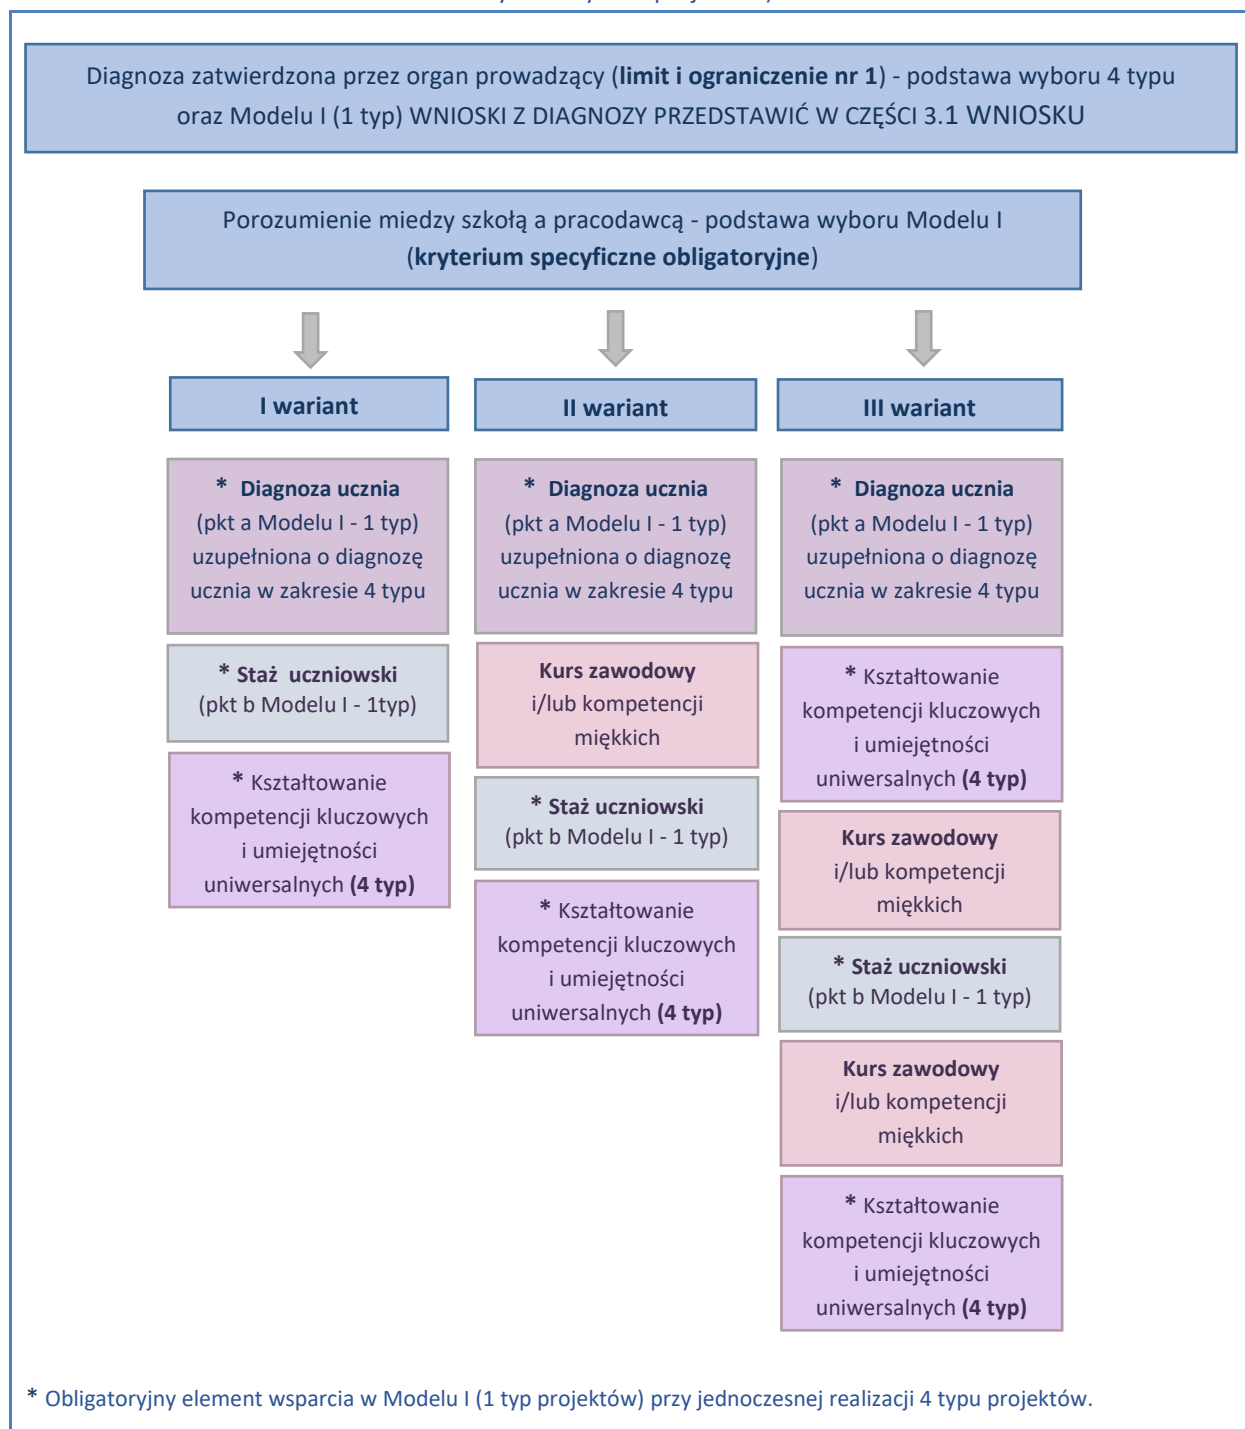 Diagnoza zatwierdzona przez organ prowadzący (limit i ograniczenie nr 1) - podstawa wyboru 4 typu
oraz Modelu I (1 typ) WNIOSKI Z DIAGNOZY PRZEDSTAWIĆ W CZĘŚCI 3.1 WNIOSKU
Porozumienie miedzy szkołą a pracodawcą - podstawa wyboru Modelu I
(kryterium specyficzne obligatoryjne)
I wariant
* Diagnoza ucznia
(pkt a Modelu I - 1 typ)
uzupełniona o diagnozę
ucznia w zakresie 4 typu
* Staż uczniowski
(pkt b Modelu I - 1typ)
* Kształtowanie
kompetencji kluczowych
i umiejętności
uniwersalnych (4 typ)
II wariant
* Diagnoza ucznia
(pkt a Modelu I - 1 typ)
uzupełniona o diagnozę
ucznia w zakresie 4 typu
Kurs zawodowy
i/lub kompetencji
miękkich
* Staż uczniowski
(pkt b Modelu I - 1 typ)
* Kształtowanie
kompetencji kluczowych
i umiejętności
uniwersalnych (4 typ)
III wariant
* Diagnoza ucznia
(pkt a Modelu I - 1 typ)
uzupełniona o diagnozę
ucznia w zakresie 4 typu
* Kształtowanie
kompetencji kluczowych
i umiejętności
uniwersalnych (4 typ)
Kurs zawodowy
i/lub kompetencji
miękkich
* Staż uczniowski
(pkt b Modelu I - 1 typ)
Kurs zawodowy
i/lub kompetencji
miękkich
* Kształtowanie
kompetencji kluczowych
i umiejętności
uniwersalnych (4 typ)
* Obligatoryjny element wsparcia w Modelu I (1 typ projektów) przy jednoczesnej realizacji 4 typu projektów.